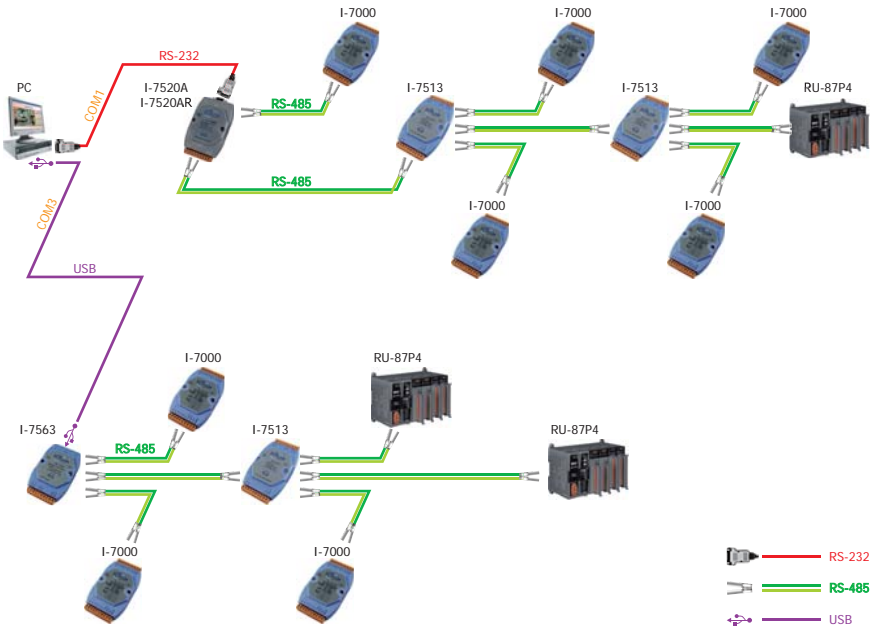 I-7000
I-7000
I-7000
RS-232
PC
I-7520A
I-7520AR
I-7513
I-7513
RU-87P4
COM1
RS-485
RS-485
I-7000
I-7000
COM3
USB
I-7000
RU-87P4
I-7563
I-7513
RU-87P4
RS-485
I-7000
I-7000
RS-232
RS-485
USB